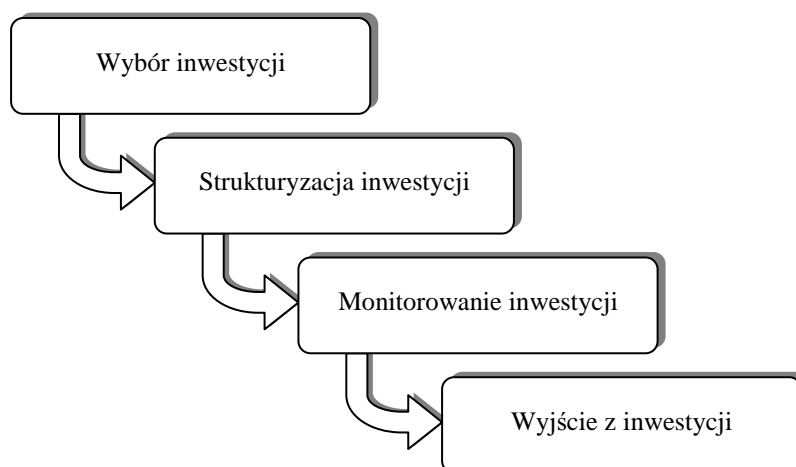 Wybór inwestycji
Strukturyzacja inwestycji
Monitorowanie inwestycji
Wyjście z inwestycji